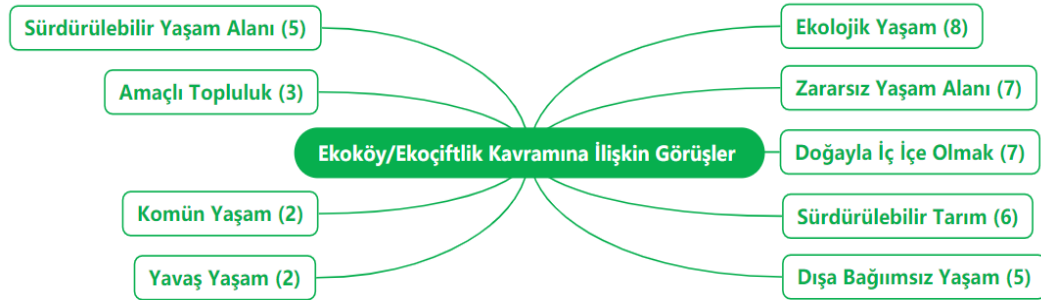 Sürdürülebilir Yaşam Alanı (5)
Amaçlı Topluluk (3)
Komün Yaşam (2)
Yavaş Yaşam (2)
Ekoköy/Ekoçiftlik Kavramına İlişkin Görüşler
Ekolojik Yaşam (8)
Zararsız Yaşam Alanı (7)
Doğayla İç İçe Olmak (7)
Sürdürülebilir Tarım (6)
Dışa Bağıımsız Yaşam (5)